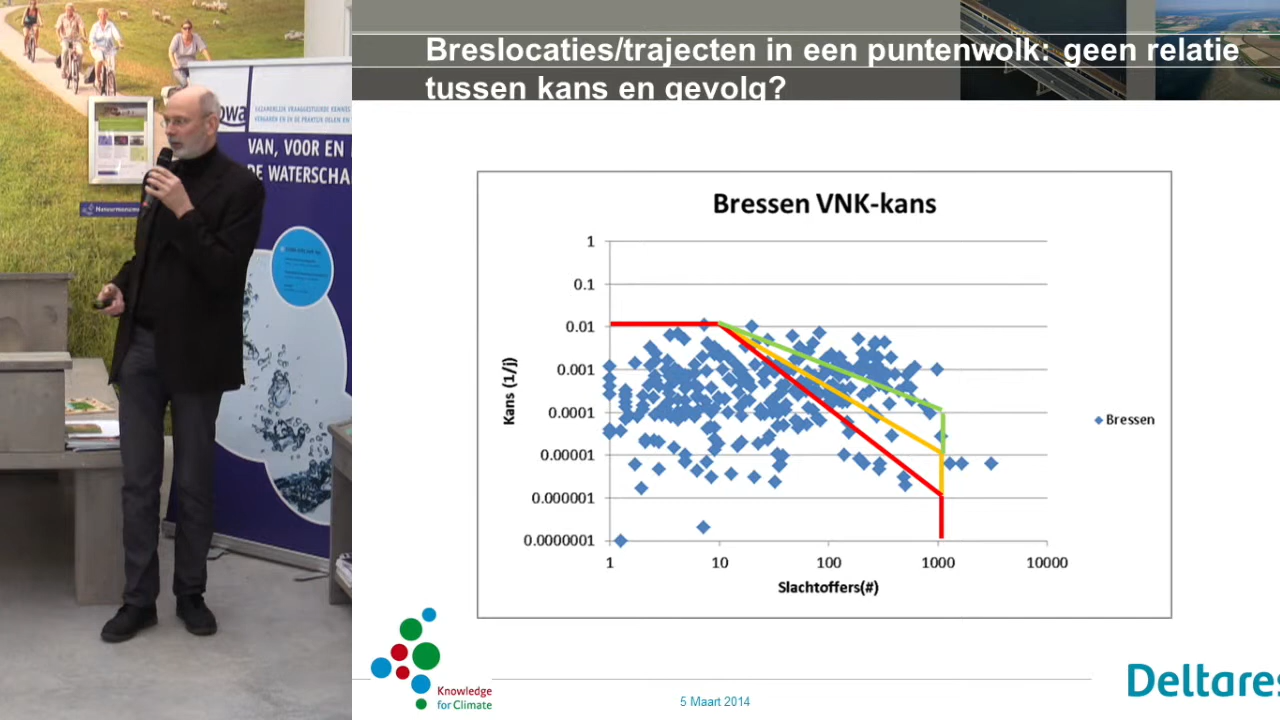 Breslocaties/trajecten in een puntenwolk: geen relatie
tussen kans en gevolg?
owa
VAN, VOOR EN
DE WATERSCHA
Bressen VNK-kans
1
0.1
0.01
0.001
0.0001
0.00001
0.000001
0.0000001
Kans (1/j)
1
10
100
1000
10000
Slachtoffers(#)
Bressen
Knowledge
for Climate
5 Maart 2014
Deltares